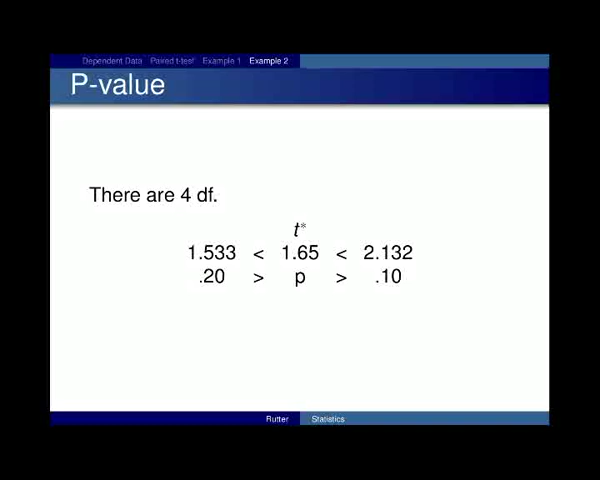 Dependent Data Paired t-test Example 1 Example 2
P-value
There are 4 df.
t*
1.533 < 1.65 < 2.132
.20 > p > .10
Rutter Statistics